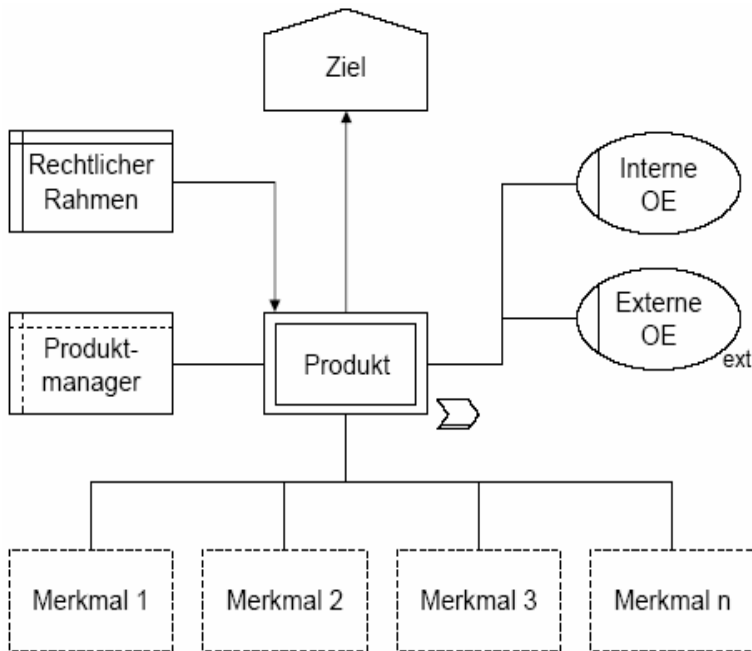 Ziel
Rechtlicher
Rahmen
Interne
OE
Produkt-
manager
Produkt
Externe
OE
ext
Merkmal 1
Merkmal 2
Merkmal 3
Merkmal n